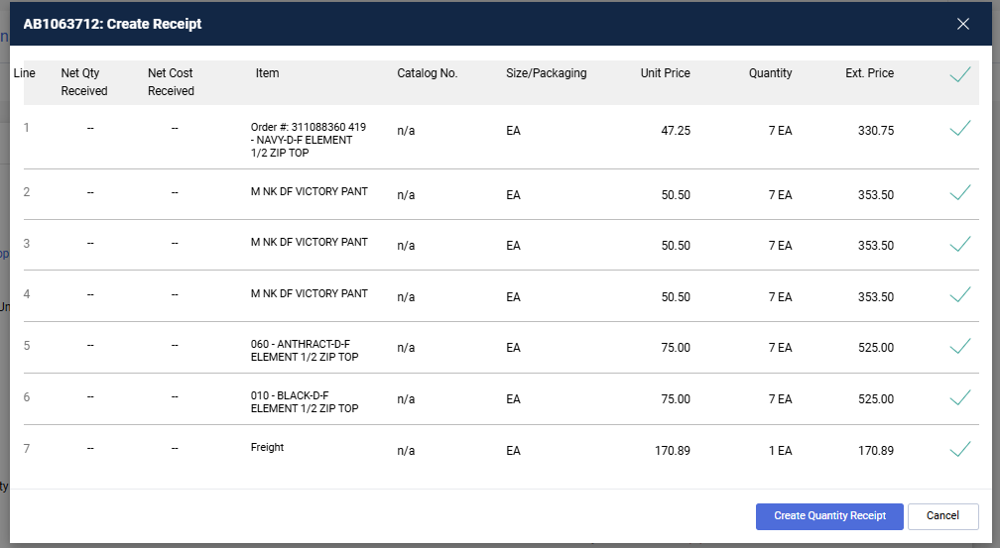 AB1063712: Create Receipt
Line Net Qty Received Net Cost Received Item Catalog No. Size/Packaging Unit Price Quantity Ext. Price
1 -- -- Order #: 311088360 419 n/a EA 47.25 7 EA 330.75
- NAVY-D-F ELEMENT
1/2 ZIP TOP
2 -- -- M NK DF VICTORY PANT n/a EA 50.50 7 EA 353.50
3 -- -- M NK DF VICTORY PANT n/a EA 50.50 7 EA 353.50
4 -- -- M NK DF VICTORY PANT n/a EA 50.50 7 EA 353.50
5 -- -- 060 - ANTHRACT-D-F n/a EA 75.00 7 EA 525.00
ELEMENT 1/2 ZIP TOP
6 -- -- 010 - BLACK-D-F n/a EA 75.00 7 EA 525.00
ELEMENT 1/2 ZIP TOP
7 -- -- Freight n/a EA 170.89 1 EA 170.89
Create Quantity Receipt Cancel